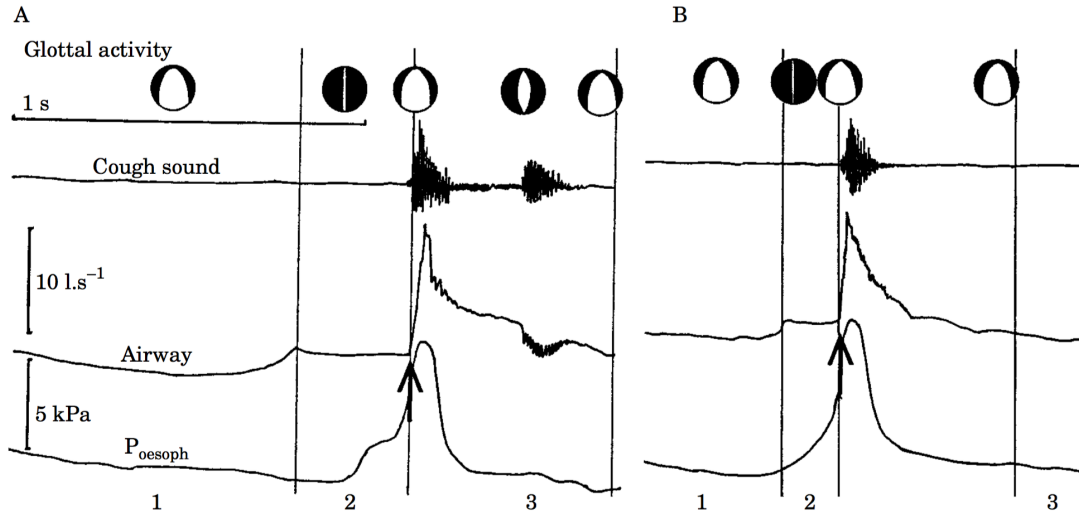 A
B
Glottal activity
1 s
Cough sound
10 l.s⁻¹
Airway
5 kPa
Poesoph
1
2
3
1
2
3